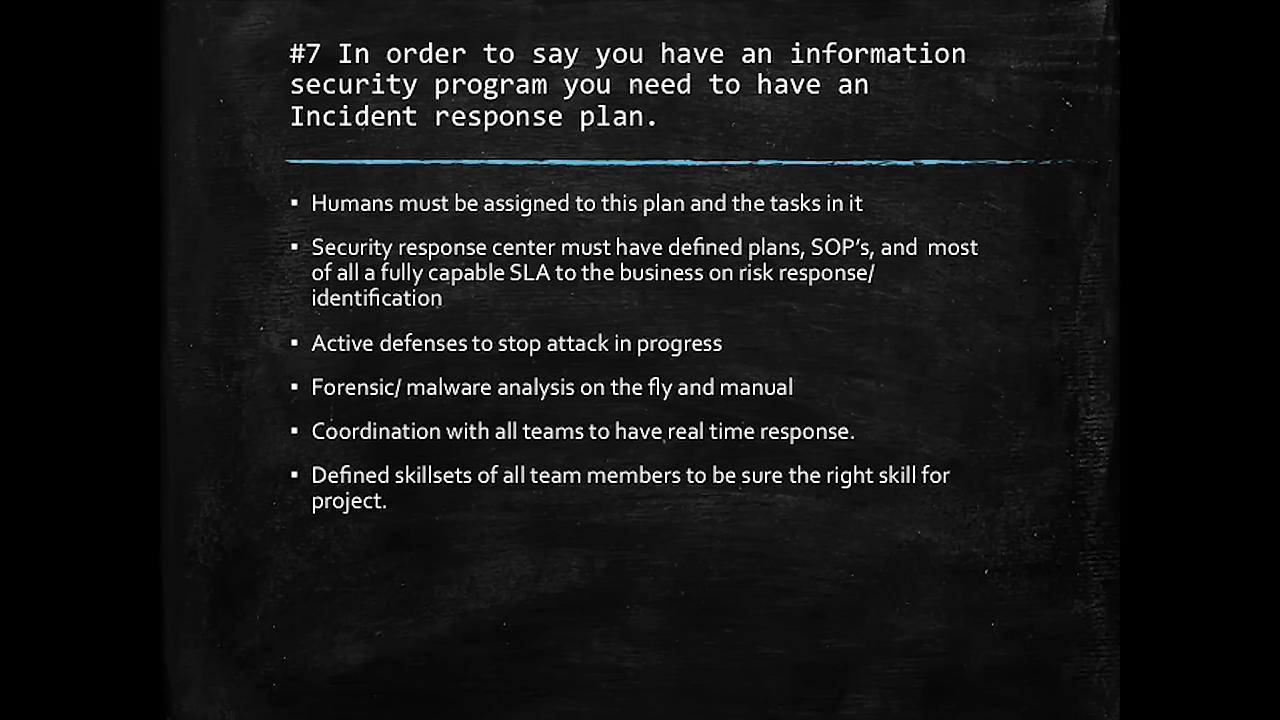 #7 In order to say you have an information
security program you need to have an
Incident response plan.
▪ Humans must be assigned to this plan and the tasks in it
▪ Security response center must have defined plans, SOP's, and  most
of all a fully capable SLA to the business on risk response/
identification
▪ Active defenses to stop attack in progress
▪ Forensic/ malware analysis on the fly and manual
▪ Coordination with all teams to have real time response.
▪ Defined skillsets of all team members to be sure the right skill for
project.